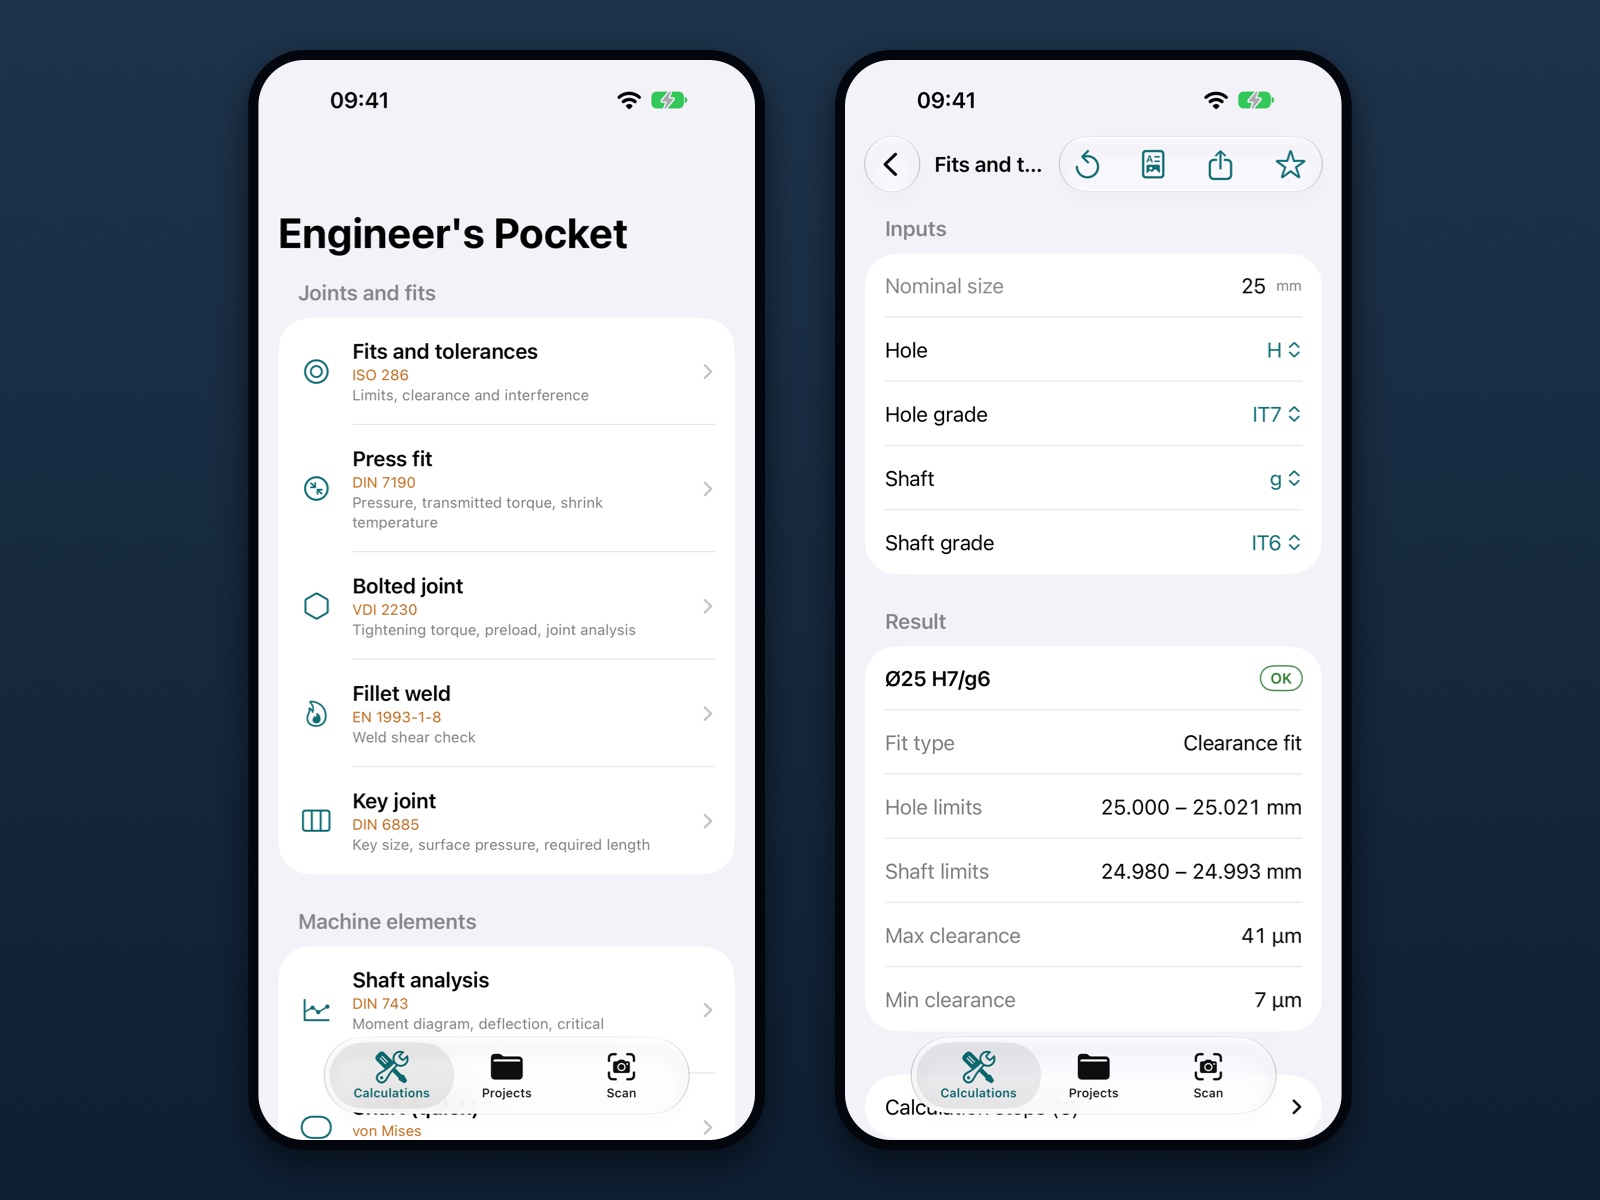 09:41
Engineer's Pocket
Joints and fits
Fits and tolerances
ISO 286
Limits, clearance and interference
Press fit
DIN 7190
Pressure, transmitted torque, shrink
temperature
Bolted joint
VDI 2230
Tightening torque, preload, joint analysis
Fillet weld
EN 1993-1-8
Weld shear check
Key joint
DIN 6885
Key size, surface pressure, required length
Machine elements
Shaft analysis
DIN 743
Moment diagram, deflection, critical
Calculations
Projects
Scan
Shaft (quick)
von Mises
09:41
Fits and t...
Inputs
Nominal size 25 mm
Hole H
Hole grade IT7
Shaft g
Shaft grade IT6
Result
Ø25 H7/g6 OK
Fit type Clearance fit
Hole limits 25.000 – 25.021 mm
Shaft limits 24.980 – 24.993 mm
Max clearance 41 µm
Min clearance 7 µm
Calculations
Projects
Scan
Calculation steps